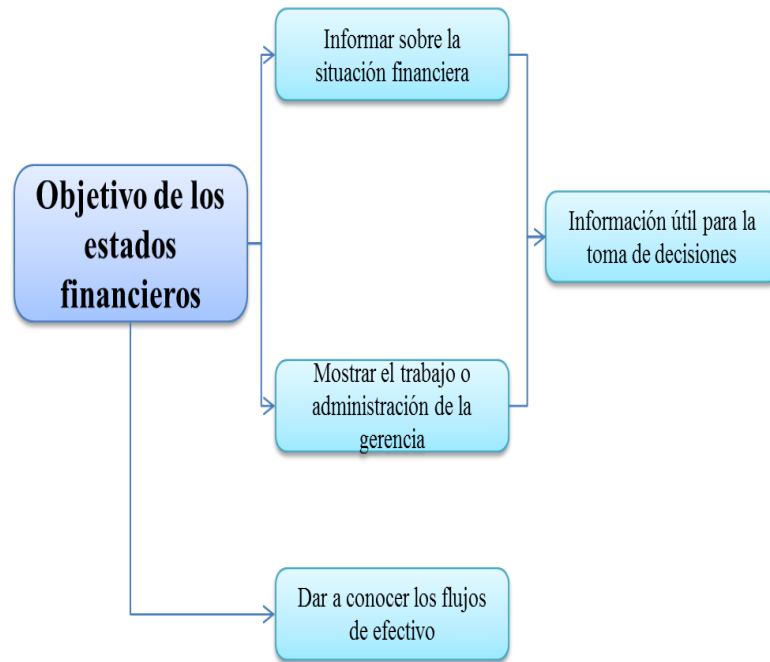 Informar sobre la
situación financiera
Objetivo de los
estados
financieros
Información útil para la
toma de decisiones
Mostrar el trabajo o
administración de la
gerencia
Dar a conocer los flujos
de efectivo